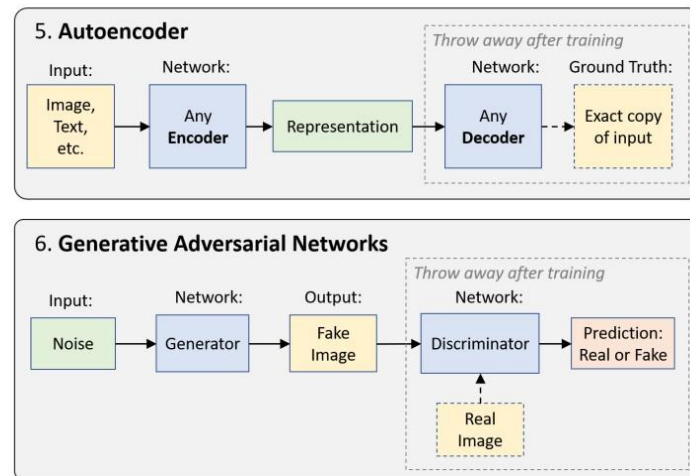 5. Autoencoder
Throw away after training
Input:
Network:
Network:
Ground Truth:
Image,
Text,
etc.
Any
Encoder
Representation
Any
Decoder
Exact copy
of input
6. Generative Adversarial Networks
Throw away after training
Input:
Network:
Output:
Network:
Noise
Generator
Fake
Image
Discriminator
Prediction:
Real or Fake
Real
Image